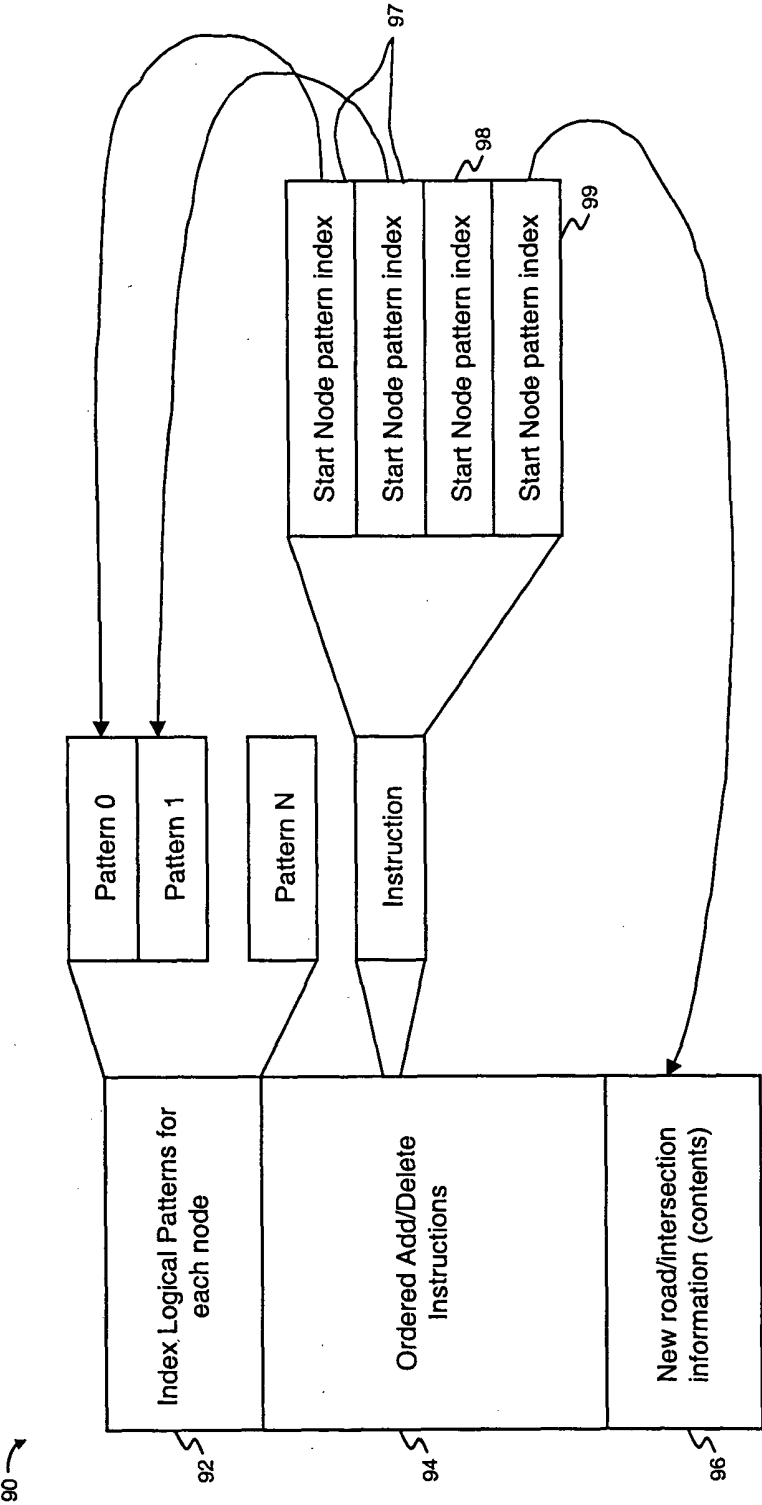 90
Index Logical Patterns for
each node
92
Ordered Add/Delete
Instructions
94
New road/intersection
information (contents)
96
Pattern 0
Pattern 1
Pattern N
Instruction
Start Node pattern index
Start Node pattern index
Start Node pattern index
Start Node pattern index
97
98
99